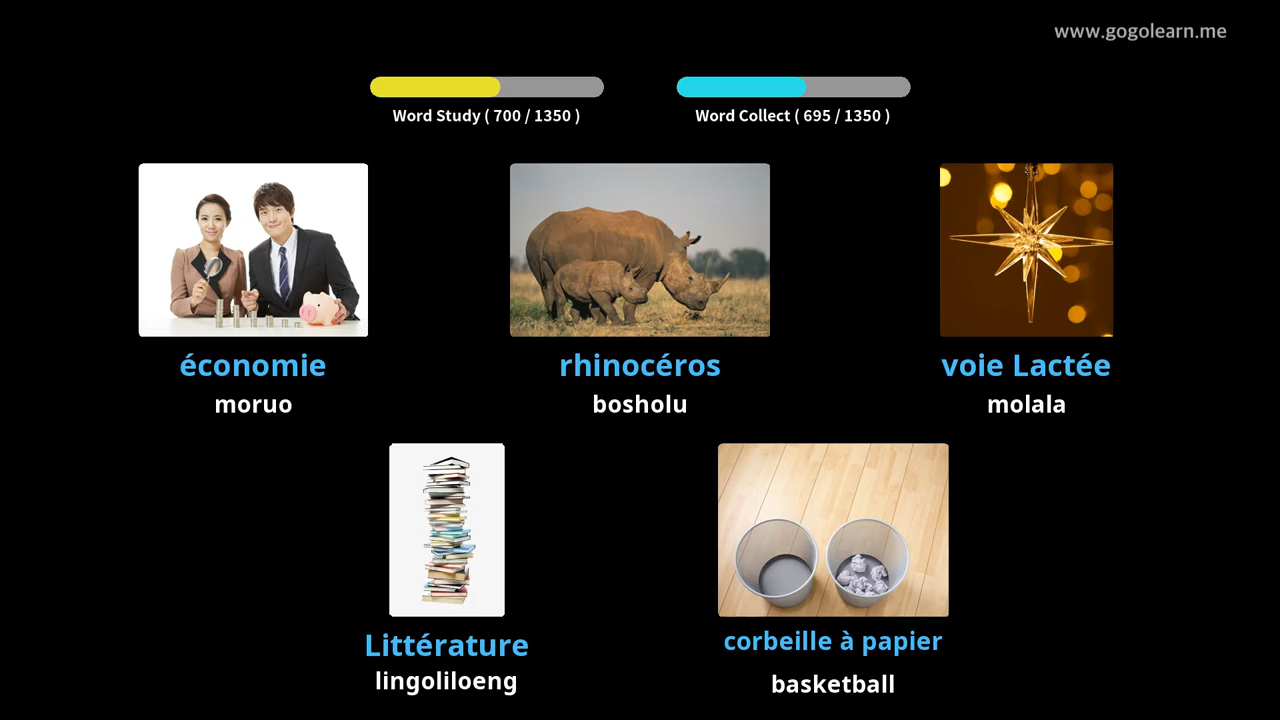 www.gogolearn.me
Word Study ( 700 / 1350 )
Word Collect ( 695 / 1350 )
économie
moruo
rhinocéros
bosholu
voie Lactée
molala
Littérature
lingoliloeng
corbeille à papier
basketball